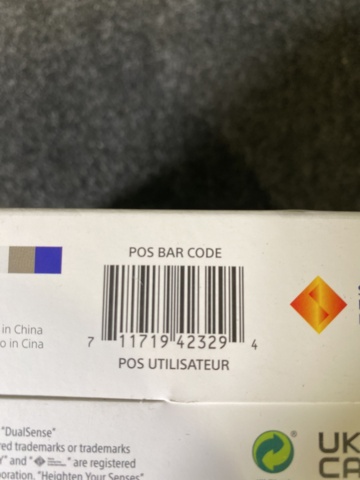 POS BAR CODE
in China
o in Cina
7 11719 42329 4
POS UTILISATEUR
"DualSense"
red trademarks or trademarks
" and " " are registered
oration. "Heighten Your Senses"
UK
CA